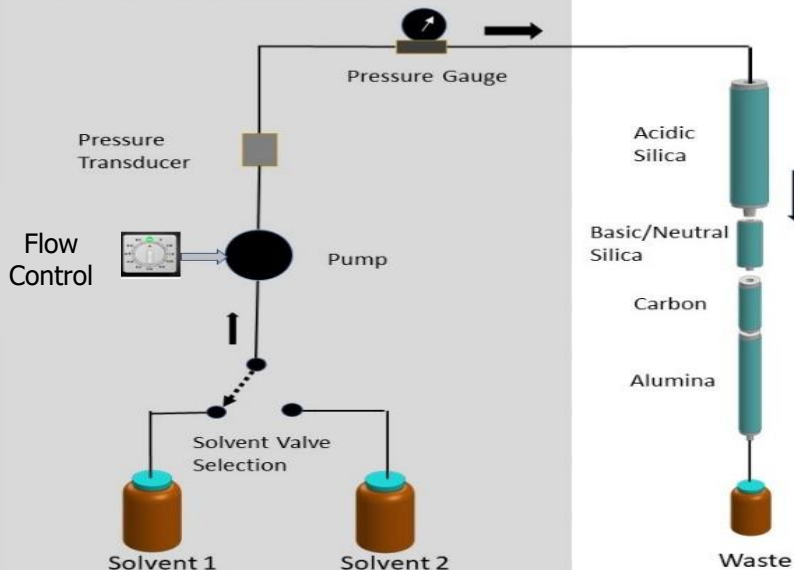 Pressure Gauge
Pressure
Transducer
Acidic
Silica
Flow
Control
Pump
Basic/Neutral
Silica
Carbon
Alumina
Solvent Valve
Selection
Solvent 1
Solvent 2
Waste